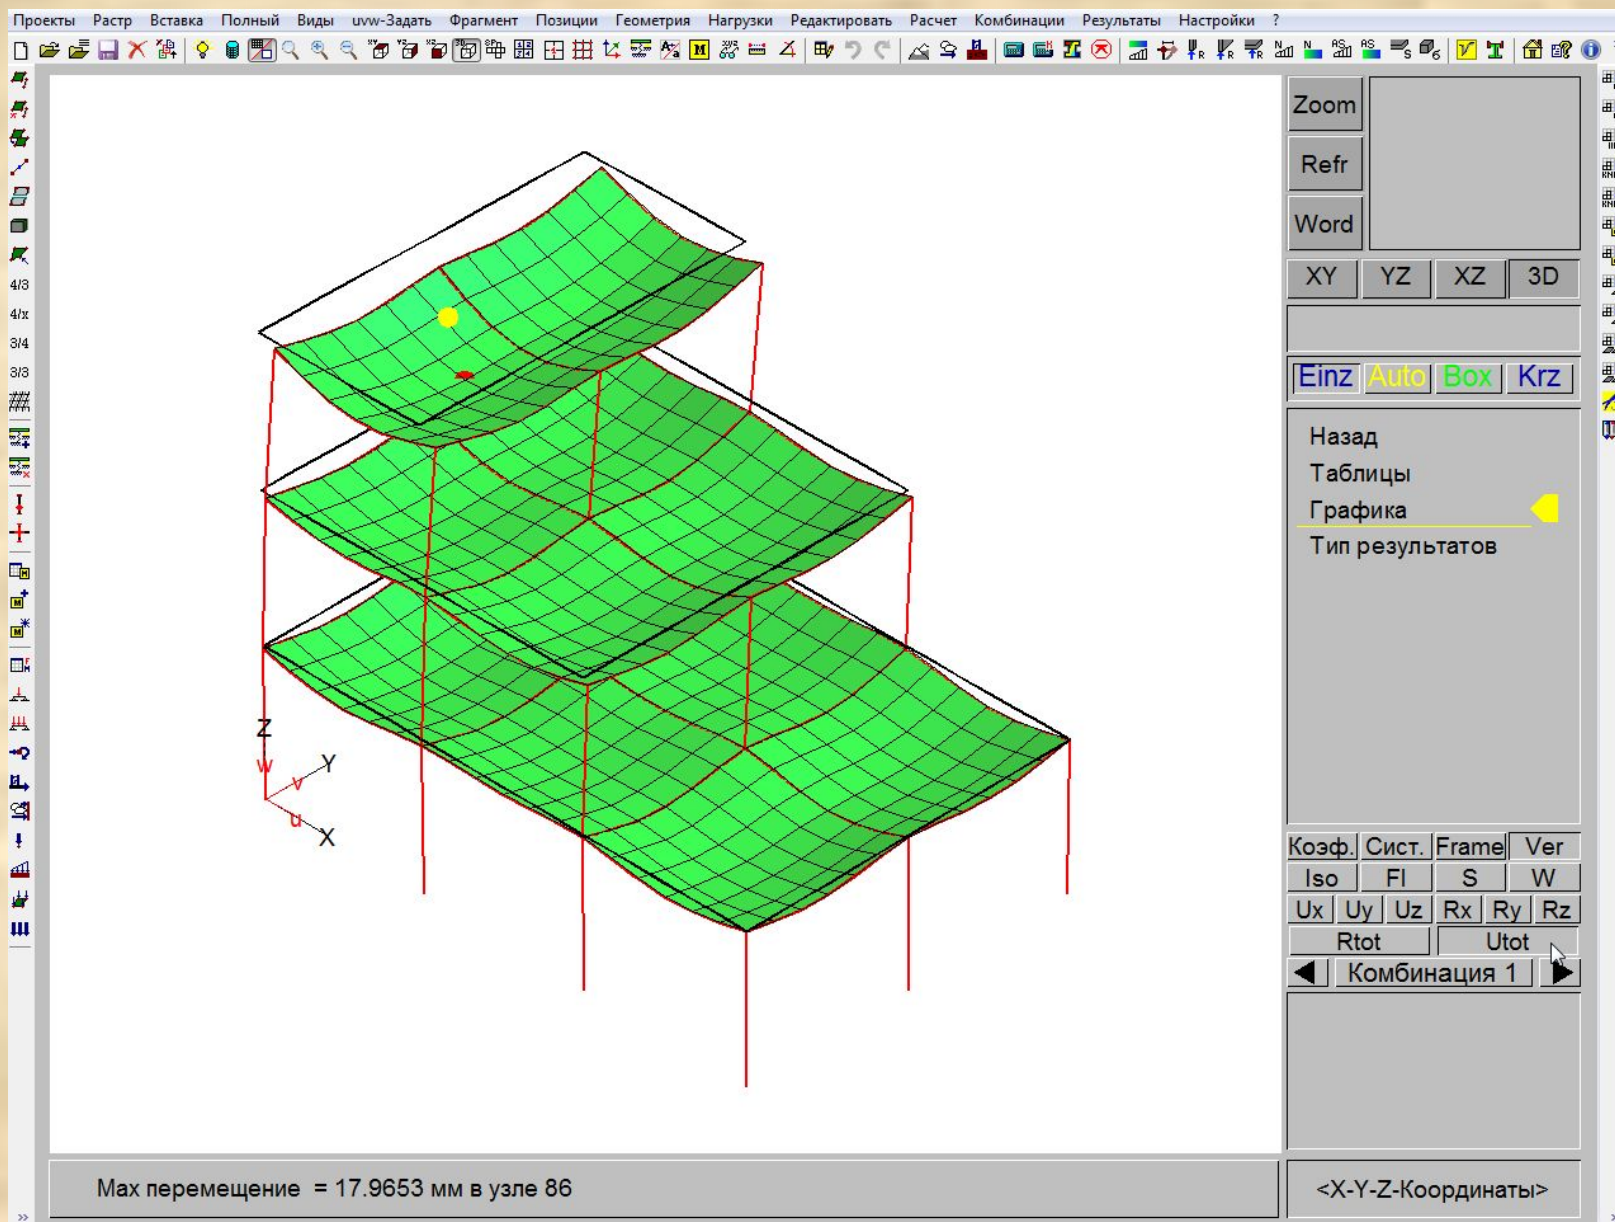 Проекты Растр Вставка Полный Виды uvw-Задать Фрагмент Позиции Геометрия Нагрузки Редактировать Расчет Комбинации Результаты Настройки ?
4/3
4/x
3/4
3/3
Zoom
Refr
Word
XY YZ XZ 3D
Einz Auto Box Krz
Назад
Таблицы
Графика
Тип результатов
Z
W
v
Y
u
X
Коэф. Сист. Frame Ver
Iso Fl S W
Ux Uy Uz Rx Ry Rz
Rtot Utot
Комбинация 1
Мах перемещение = 17.9653 мм в узле 86
<X-Y-Z-Координаты>